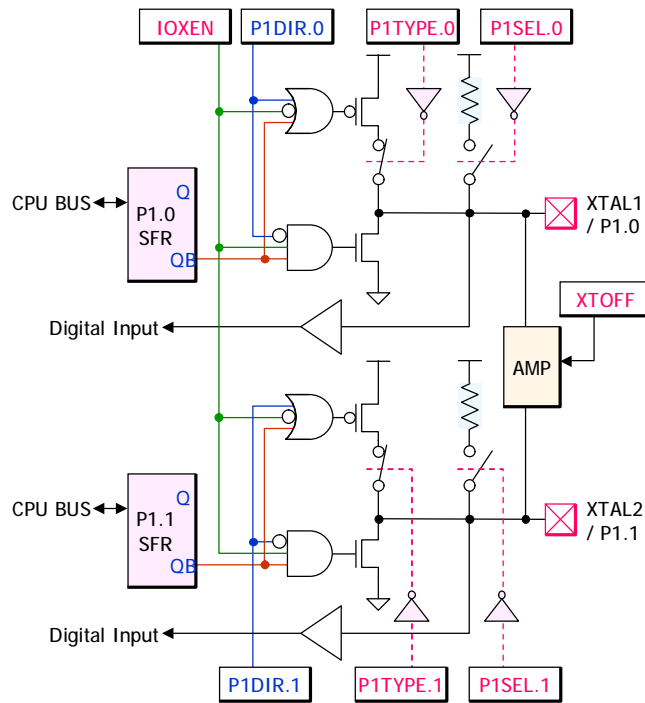 IOXEN P1DIR.0 P1TYPE.0 P1SEL.0
Q
CPU BUS P1.0 XTAL1
SFR / P1.0
QB
XTOFF
Digital Input
AMP
Q
CPU BUS P1.1 XTAL2
SFR / P1.1
QB
Digital Input
P1DIR.1 P1TYPE.1 P1SEL.1